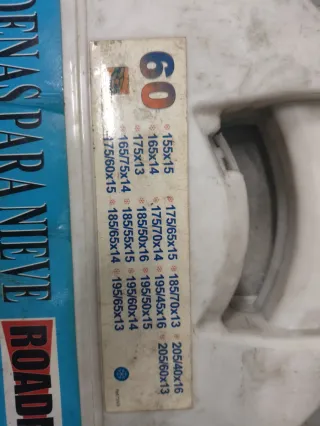 60
155x15 * 175/65x15 * 185/70x13 * 205/40x16
* 165x14 * 175/70x14 * 195/45x16 * 205/60x13
* 175x13 * 185/50x16 * 195/50x15
165/75x14 * 185/55x15 * 195/60x14
175/60x15 * 185/65x14 * 195/65x13
DENAS PARA NIEVE
ROAD